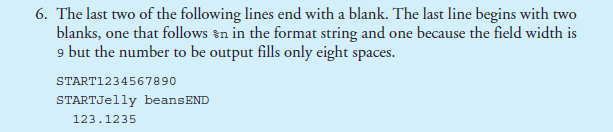 6. The last two of the following lines end with a blank. The last line begins with two
blanks, one that follows %n in the format string and one because the field width is
9 but the number to be output fills only eight spaces.
START1234567890
STARTJelly beansEND
  123.1235